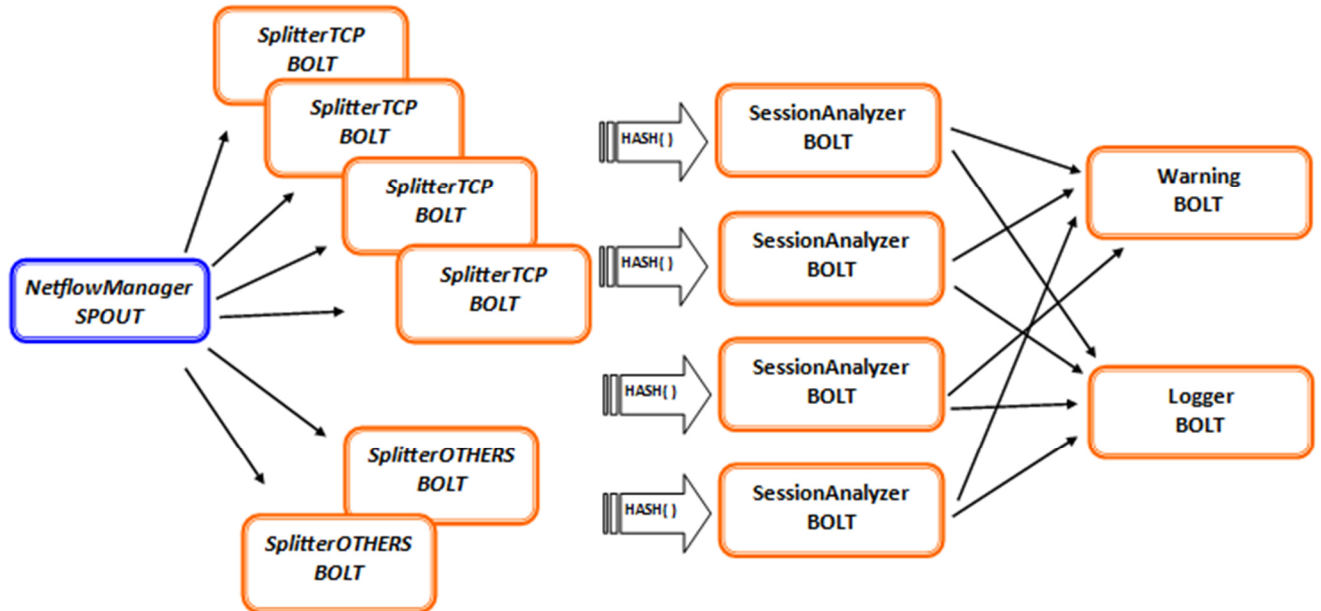 SplitterTCP
BOLT
SplitterTCP
BOLT
SplitterTCP
BOLT
SplitterTCP
BOLT
NetflowManager
SPOUT
SplitterOTHERS
BOLT
SplitterOTHERS
BOLT
HASH( )
HASH( )
HASH( )
HASH( )
SessionAnalyzer
BOLT
SessionAnalyzer
BOLT
SessionAnalyzer
BOLT
SessionAnalyzer
BOLT
Warning
BOLT
Logger
BOLT